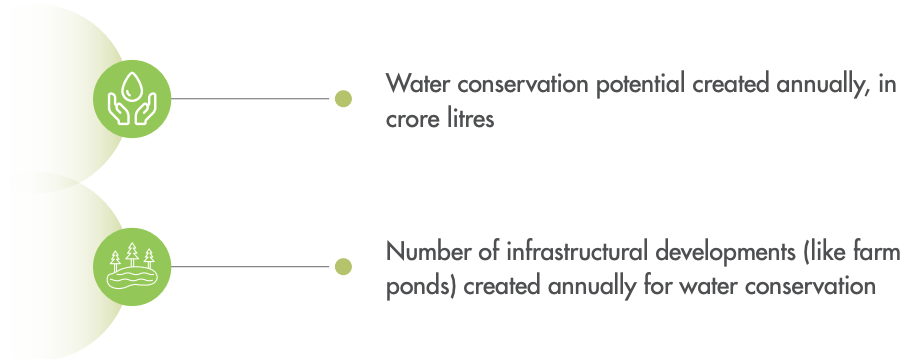 Water conservation potential created annually, in
crore litres
Number of infrastructural developments (like farm
ponds) created annually for water conservation